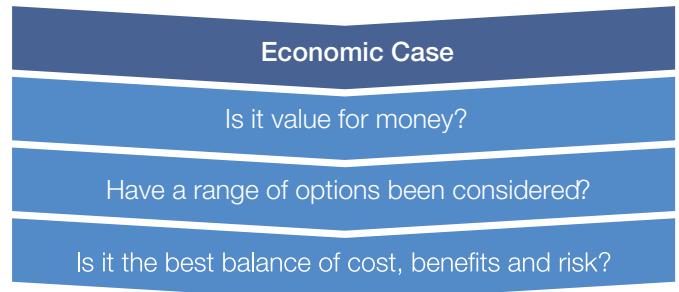 Economic Case
Is it value for money?
Have a range of options been considered?
Is it the best balance of cost, benefits and risk?